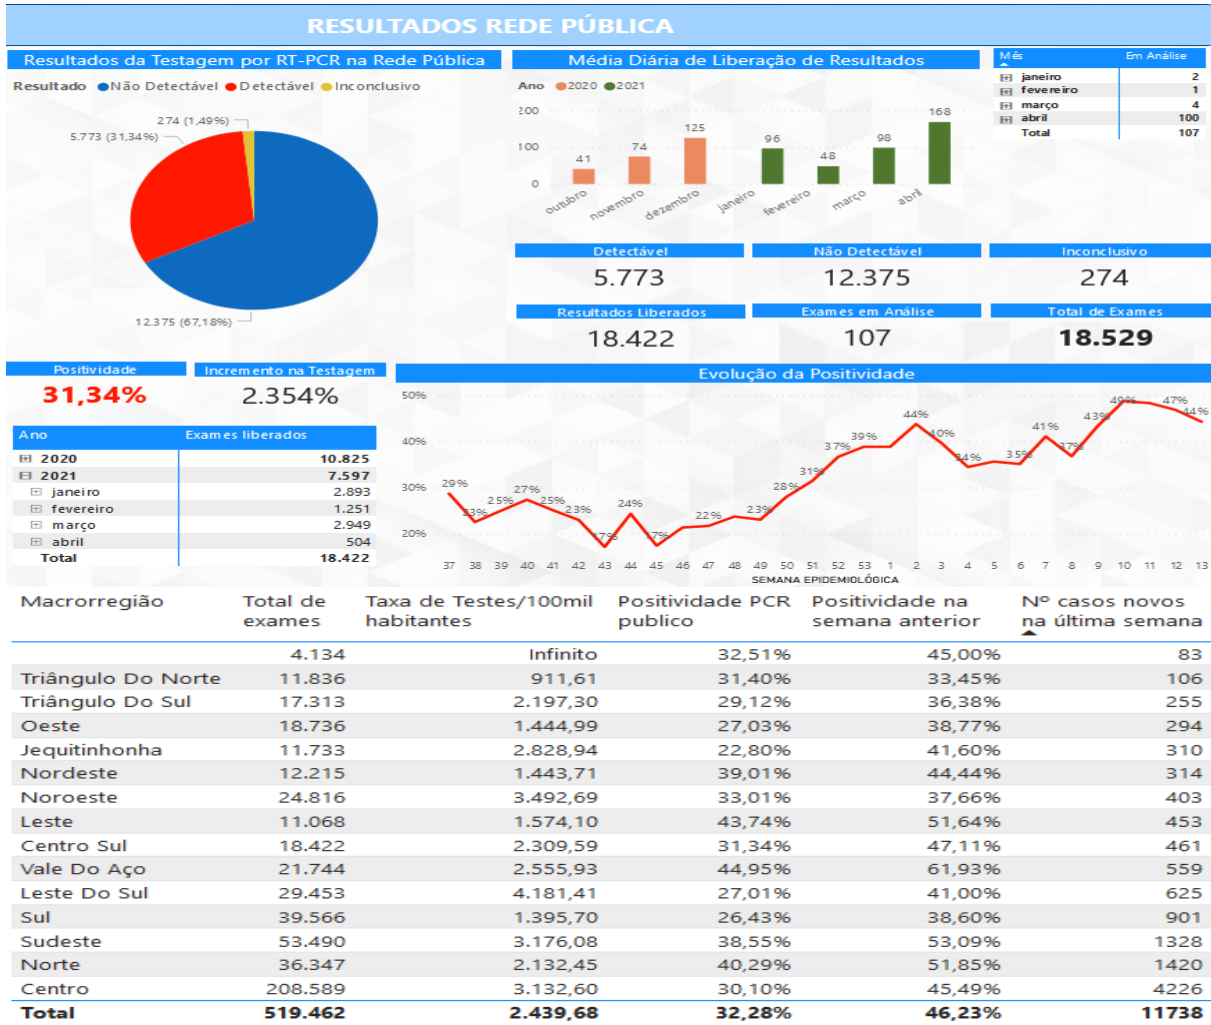 RESULTADOS REDE PÚBLICA
Resultados da Testagem por RT-PCR na Rede Pública
Resultado Não Detectável Detectável Inconclusivo
274 (1,49%)
5.773 (31,34%)
12.375 (67,18%)
Média Diária de Liberação de Resultados
Ano 2020 2021
200
100
0
41
74
125
96
48
98
168
outubro
novembro
dezembro
janeiro
fevereiro
março
abril
Mês Em Análise
janeiro 2
fevereiro 1
março 4
abril 100
Total 107
Detectável
5.773
Não Detectável
12.375
Inconclusivo
274
Resultados Liberados
18.422
Exames em Análise
107
Total de Exames
18.529
Positividade
31,34%
Incremento na Testagem
2.354%
Ano Exames liberados
2020 10.825
2021 7.597
janeiro 2.893
fevereiro 1.251
março 2.949
abril 504
Total 18.422
Evolução da Positividade
50%
40%
30%
20%
29% 23% 25% 27% 25% 23% 17% 24% 17% 22% 23% 28% 31% 37% 39% 44% 40% 34% 35% 41% 37% 43% 49% 47% 44%
37 38 39 40 41 42 43 44 45 46 47 48 49 50 51 52 53 1 2 3 4 5 6 7 8 9 10 11 12 13
SEMANA EPIDEMIOLÓGICA
Macrorregião Total de exames Taxa de Testes/100mil habitantes Positividade PCR publico Positividade na semana anterior Nº casos novos na última semana
4.134 Infinito 32,51% 45,00% 83
Triângulo Do Norte 11.836 911,61 31,40% 33,45% 106
Triângulo Do Sul 17.313 2.197,30 29,12% 36,38% 255
Oeste 18.736 1.444,99 27,03% 38,77% 294
Jequitinhonha 11.733 2.828,94 22,80% 41,60% 310
Nordeste 12.215 1.443,71 39,01% 44,44% 314
Noroeste 24.816 3.492,69 33,01% 37,66% 403
Leste 11.068 1.574,10 43,74% 51,64% 453
Centro Sul 18.422 2.309,59 31,34% 47,11% 461
Vale Do Aço 21.744 2.555,93 44,95% 61,93% 559
Leste Do Sul 29.453 4.181,41 27,01% 41,00% 625
Sul 39.566 1.395,70 26,43% 38,60% 901
Sudeste 53.490 3.176,08 38,55% 53,09% 1328
Norte 36.347 2.132,45 40,29% 51,85% 1420
Centro 208.589 3.132,60 30,10% 45,49% 4226
Total 519.462 2.439,68 32,28% 46,23% 11738